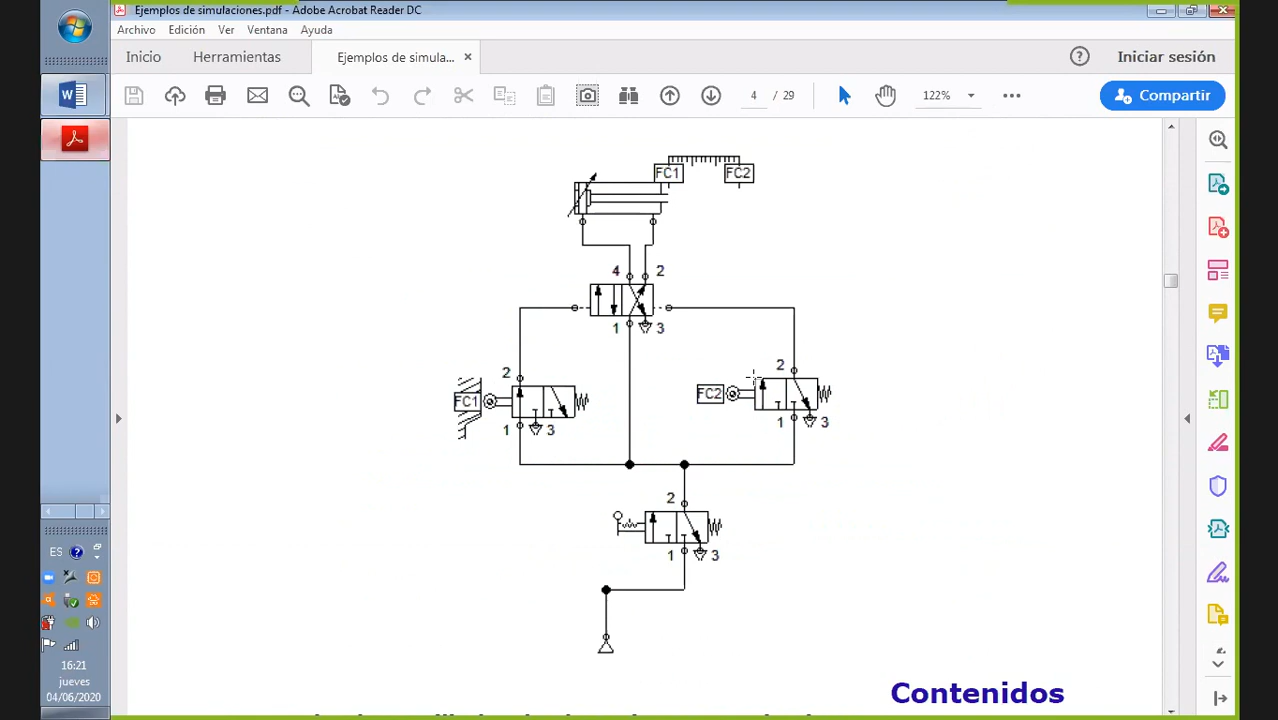 Ejemplos de simulaciones.pdf - Adobe Acrobat Reader DC
Archivo Edición Ver Ventana Ayuda
Inicio Herramientas Ejemplos de simula... × Iniciar sesión
4 / 29 122% Compartir
FC1 FC2
4 2
1 3
2 2
FC1 FC2
1 3 1 3
2
1 3
Contenidos
ES
16:21
jueves
04/06/2020